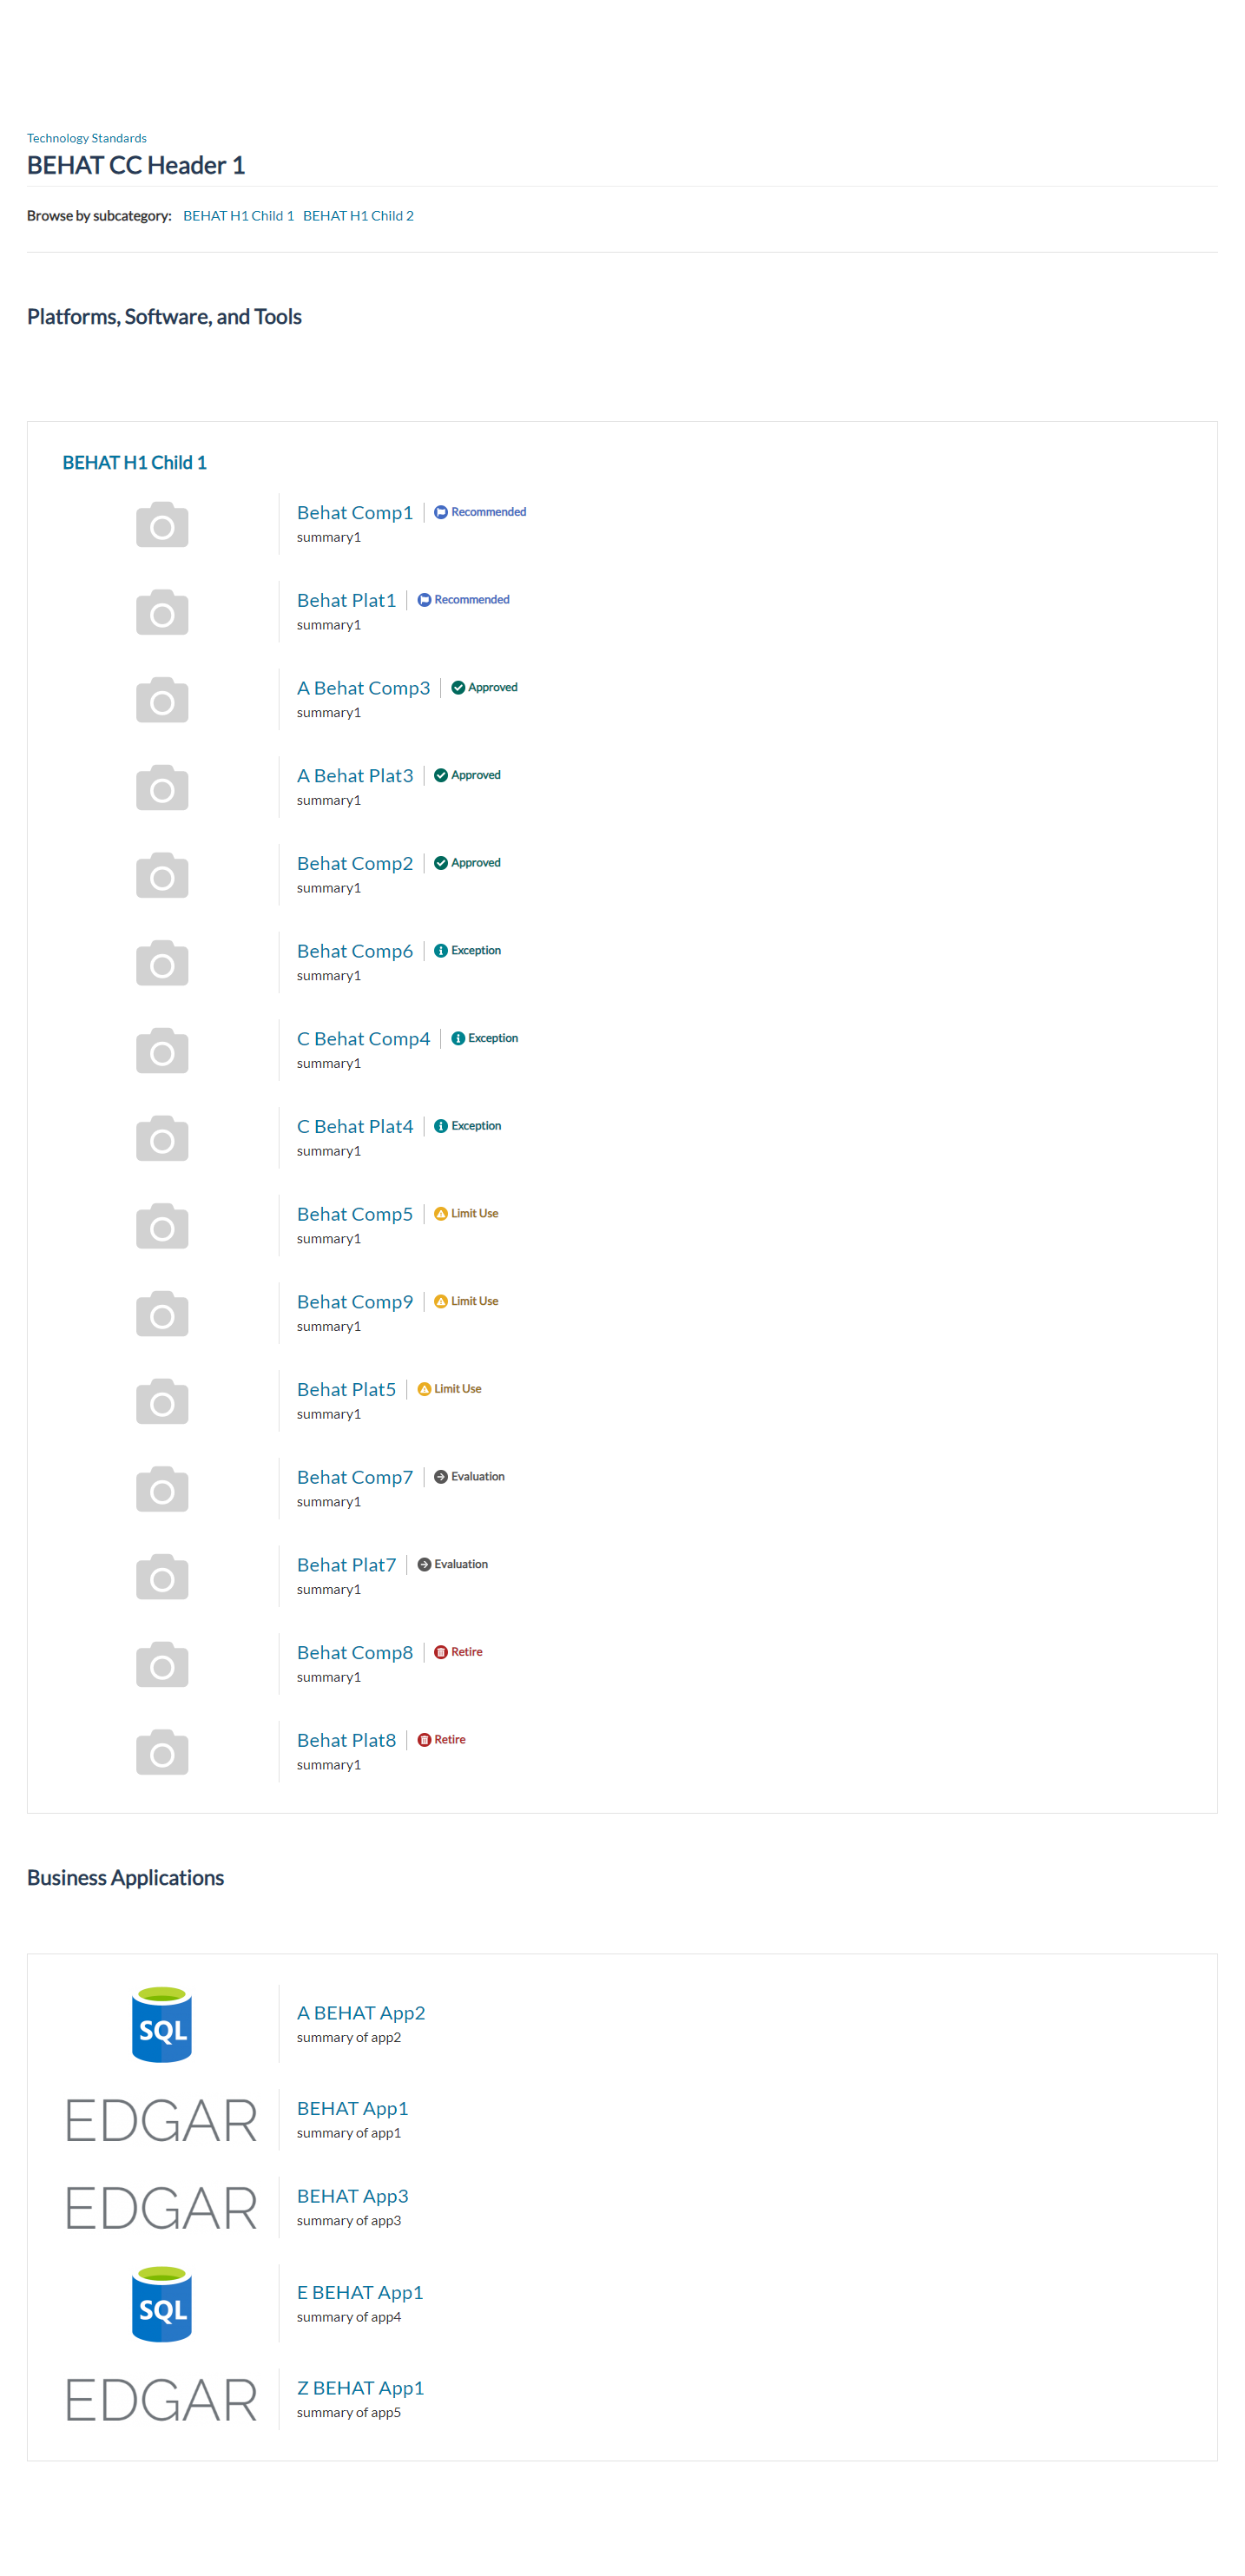 Technology Standards
BEHAT CC Header 1
Browse by subcategory: BEHAT H1 Child 1 BEHAT H1 Child 2
Platforms, Software, and Tools
BEHAT H1 Child 1
Behat Comp1 Recommended
summary1
Behat Plat1 Recommended
summary1
A Behat Comp3 Approved
summary1
A Behat Plat3 Approved
summary1
Behat Comp2 Approved
summary1
Behat Comp6 Exception
summary1
C Behat Comp4 Exception
summary1
C Behat Plat4 Exception
summary1
Behat Comp5 Limit Use
summary1
Behat Comp9 Limit Use
summary1
Behat Plat5 Limit Use
summary1
Behat Comp7 Evaluation
summary1
Behat Plat7 Evaluation
summary1
Behat Comp8 Retire
summary1
Behat Plat8 Retire
summary1
Business Applications
SQL
A BEHAT App2
summary of app2
EDGAR
BEHAT App1
summary of app1
EDGAR
BEHAT App3
summary of app3
SQL
E BEHAT App1
summary of app4
EDGAR
Z BEHAT App1
summary of app5